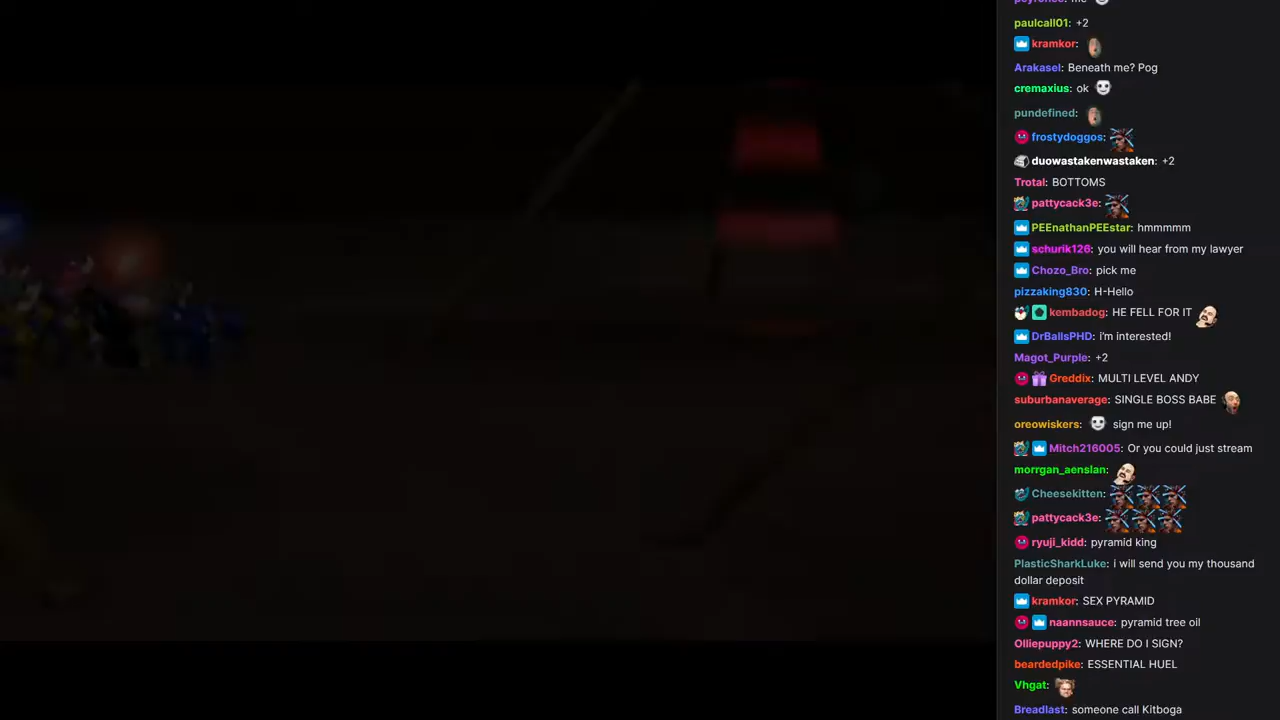 paulcall01: +2
kramkor:
Arakasel: Beneath me? Pog
cremaxius: ok
pundefined:
frostydoggos:
duowastakenwastaken: +2
Trotal: BOTTOMS
pattycack3e:
PEEnathanPEEstar: hmmmmm
schurik126: you will hear from my lawyer
Chozo_Bro: pick me
pizzaking830: H-Hello
kembadog: HE FELL FOR IT
DrBallsPHD: i'm interested!
Magot_Purple: +2
Greddix: MULTI LEVEL ANDY
suburbanaverage: SINGLE BOSS BABE
oreowiskers: sign me up!
Mitch216005: Or you could just stream
morrgan_aenslan:
Cheesekitten:
pattycack3e:
ryuji_kidd: pyramid king
PlasticSharkLuke: i will send you my thousand
dollar deposit
kramkor: SEX PYRAMID
naannsauce: pyramid tree oil
Olliepuppy2: WHERE DO I SIGN?
beardedpike: ESSENTIAL HUEL
Vhgat:
Breadlast: someone call Kitboga